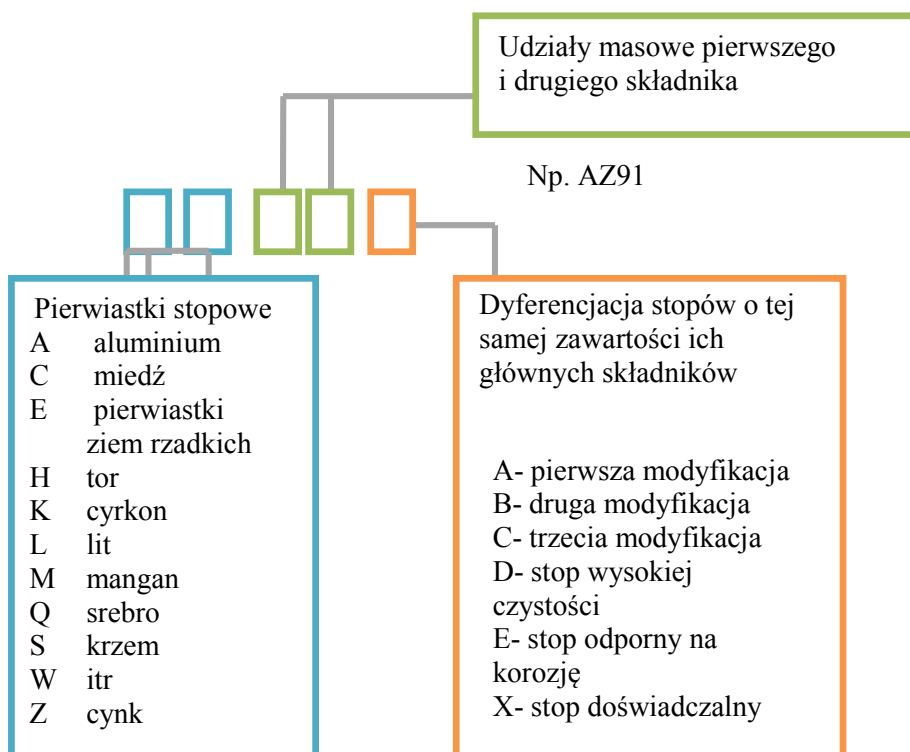 Udziały masowe pierwszego
i drugiego składnika
Np. AZ91
Pierwiastki stopowe
A aluminium
C miedź
E pierwiastki
ziem rzadkich
H tor
K cyrkon
L lit
M mangan
Q srebro
S krzem
W itr
Z cynk
Dyferencjacja stopów o tej
samej zawartości ich
głównych składników
A- pierwsza modyfikacja
B- druga modyfikacja
C- trzecia modyfikacja
D- stop wysokiej
czystości
E- stop odporny na
korozję
X- stop doświadczalny